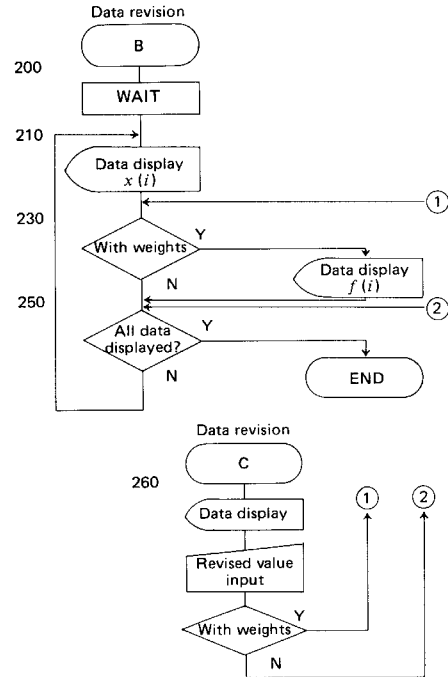 Data revision
B
200
WAIT
210
Data display
x (i)
1
230
With weights
Y
N
Data display
f (i)
250
2
All data
displayed?
Y
N
END
Data revision
C
260
1
2
Data display
Revised value
input
With weights
Y
N